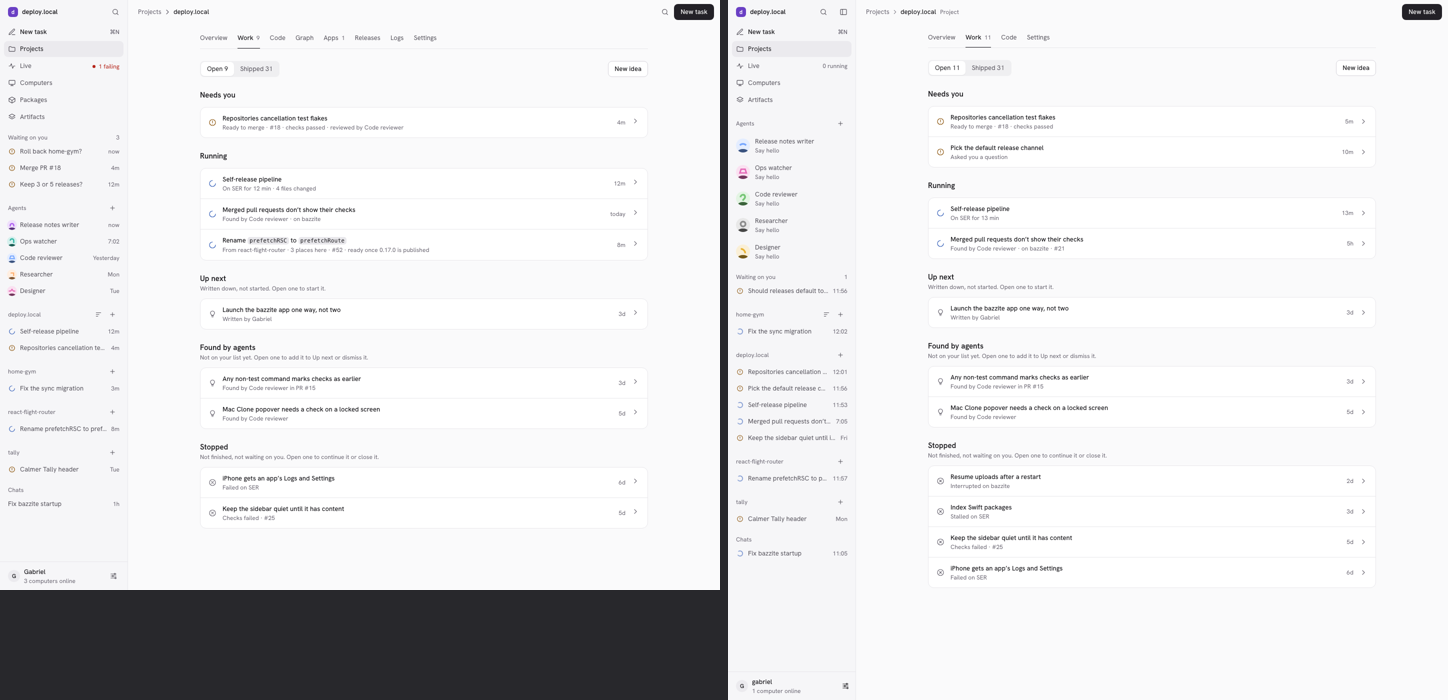 deploy.local
New task ⌘N
Projects
Live 1 failing
Computers
Packages
Artifacts
Waiting on you 3
Roll back home-gym? now
Merge PR #18 4m
Keep 3 or 5 releases? 12m
Agents
Release notes writer now
Ops watcher 7:02
Code reviewer Yesterday
Researcher Mon
Designer Tue
deploy.local
Self-release pipeline 12m
Repositories cancellation te... 4m
home-gym
Fix the sync migration 3m
react-flight-router
Rename prefetchRSC to pref... 8m
tally
Calmer Tally header Tue
Chats
Fix bazzite startup 1h
G
Gabriel
3 computers online
Projects > deploy.local
New task
Overview Work 9 Code Graph Apps 1 Releases Logs Settings
Open 9 Shipped 31
New idea
Needs you
Repositories cancellation test flakes
Ready to merge · #18 · checks passed · reviewed by Code reviewer
4m
Running
Self-release pipeline
On SER for 12 min · 4 files changed
12m
Merged pull requests don't show their checks
Found by Code reviewer · on bazzite
today
Rename prefetchRSC to prefetchRoute
From react-flight-router · 3 places here · #52 · ready once 0.17.0 is published
8m
Up next
Written down, not started. Open one to start it.
Launch the bazzite app one way, not two
Written by Gabriel
3d
Found by agents
Not on your list yet. Open one to add it to Up next or dismiss it.
Any non-test command marks checks as earlier
Found by Code reviewer in PR #15
3d
Mac Clone popover needs a check on a locked screen
Found by Code reviewer
5d
Stopped
Not finished, not waiting on you. Open one to continue it or close it.
iPhone gets an app's Logs and Settings
Failed on SER
6d
Keep the sidebar quiet until it has content
Checks failed · #25
5d
deploy.local
New task ⌘N
Projects
Live 0 running
Computers
Artifacts
Agents
Release notes writer
Say hello
Ops watcher
Say hello
Code reviewer
Say hello
Researcher
Say hello
Designer
Say hello
Waiting on you 1
Should releases default to... 11:56
home-gym
Fix the sync migration 12:02
deploy.local
Repositories cancellation ... 12:01
Pick the default release c... 11:56
Self-release pipeline 11:53
Merged pull requests don't... 7:05
Keep the sidebar quiet until i... Fri
react-flight-router
Rename prefetchRSC to p... 11:57
tally
Calmer Tally header Mon
Chats
Fix bazzite startup 11:05
G
gabriel
1 computer online
Projects > deploy.local Project
New task
Overview Work 11 Code Settings
Open 11 Shipped 31
New idea
Needs you
Repositories cancellation test flakes
Ready to merge · #18 · checks passed
5m
Pick the default release channel
Asked you a question
10m
Running
Self-release pipeline
On SER for 13 min
13m
Merged pull requests don't show their checks
Found by Code reviewer · on bazzite · #21
5h
Up next
Written down, not started. Open one to start it.
Launch the bazzite app one way, not two
Written by Gabriel
3d
Found by agents
Not on your list yet. Open one to add it to Up next or dismiss it.
Any non-test command marks checks as earlier
Found by Code reviewer in PR #15
3d
Mac Clone popover needs a check on a locked screen
Found by Code reviewer
5d
Stopped
Not finished, not waiting on you. Open one to continue it or close it.
Resume uploads after a restart
Interrupted on bazzite
2d
Index Swift packages
Stalled on SER
3d
Keep the sidebar quiet until it has content
Checks failed · #25
5d
iPhone gets an app's Logs and Settings
Failed on SER
6d